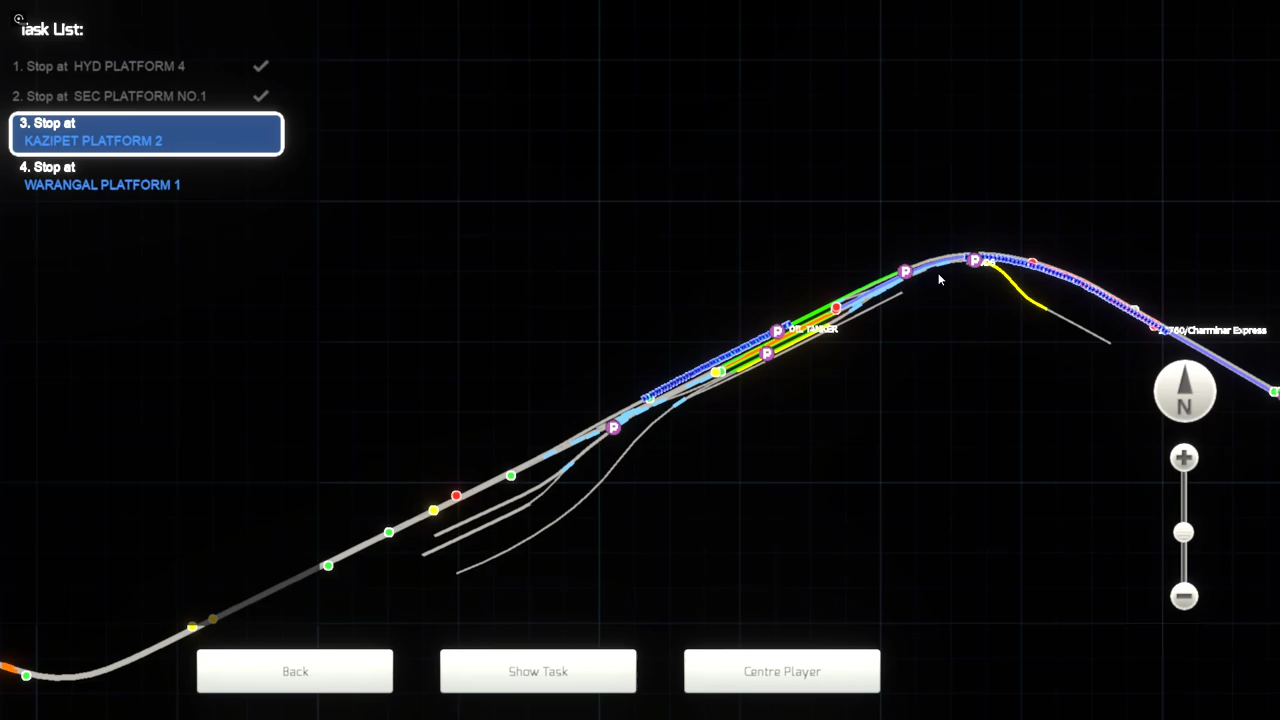 Task List:
1. Stop at HYD PLATFORM 4
2. Stop at SEC PLATFORM NO.1
3. Stop at
KAZIPET PLATFORM 2
4. Stop at
WARANGAL PLATFORM 1
P
P
OIL TANKER
P
P
P
/Charminar Express
N
Back
Show Task
Centre Player